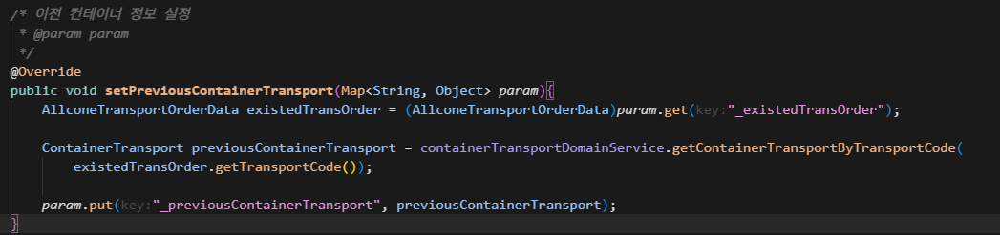 /* 이전 컨테이너 정보 설정
 * @param param
 */
@Override
public void setPreviousContainerTransport(Map<String, Object> param){
    AllconeTransportOrderData existedTransOrder = (AllconeTransportOrderData)param.get(key:"_existedTransOrder");
    ContainerTransport previousContainerTransport = containerTransportDomainService.getContainerTransportByTransportCode(
        existedTransOrder.getTransportCode());
    param.put(key:"_previousContainerTransport", previousContainerTransport);
}